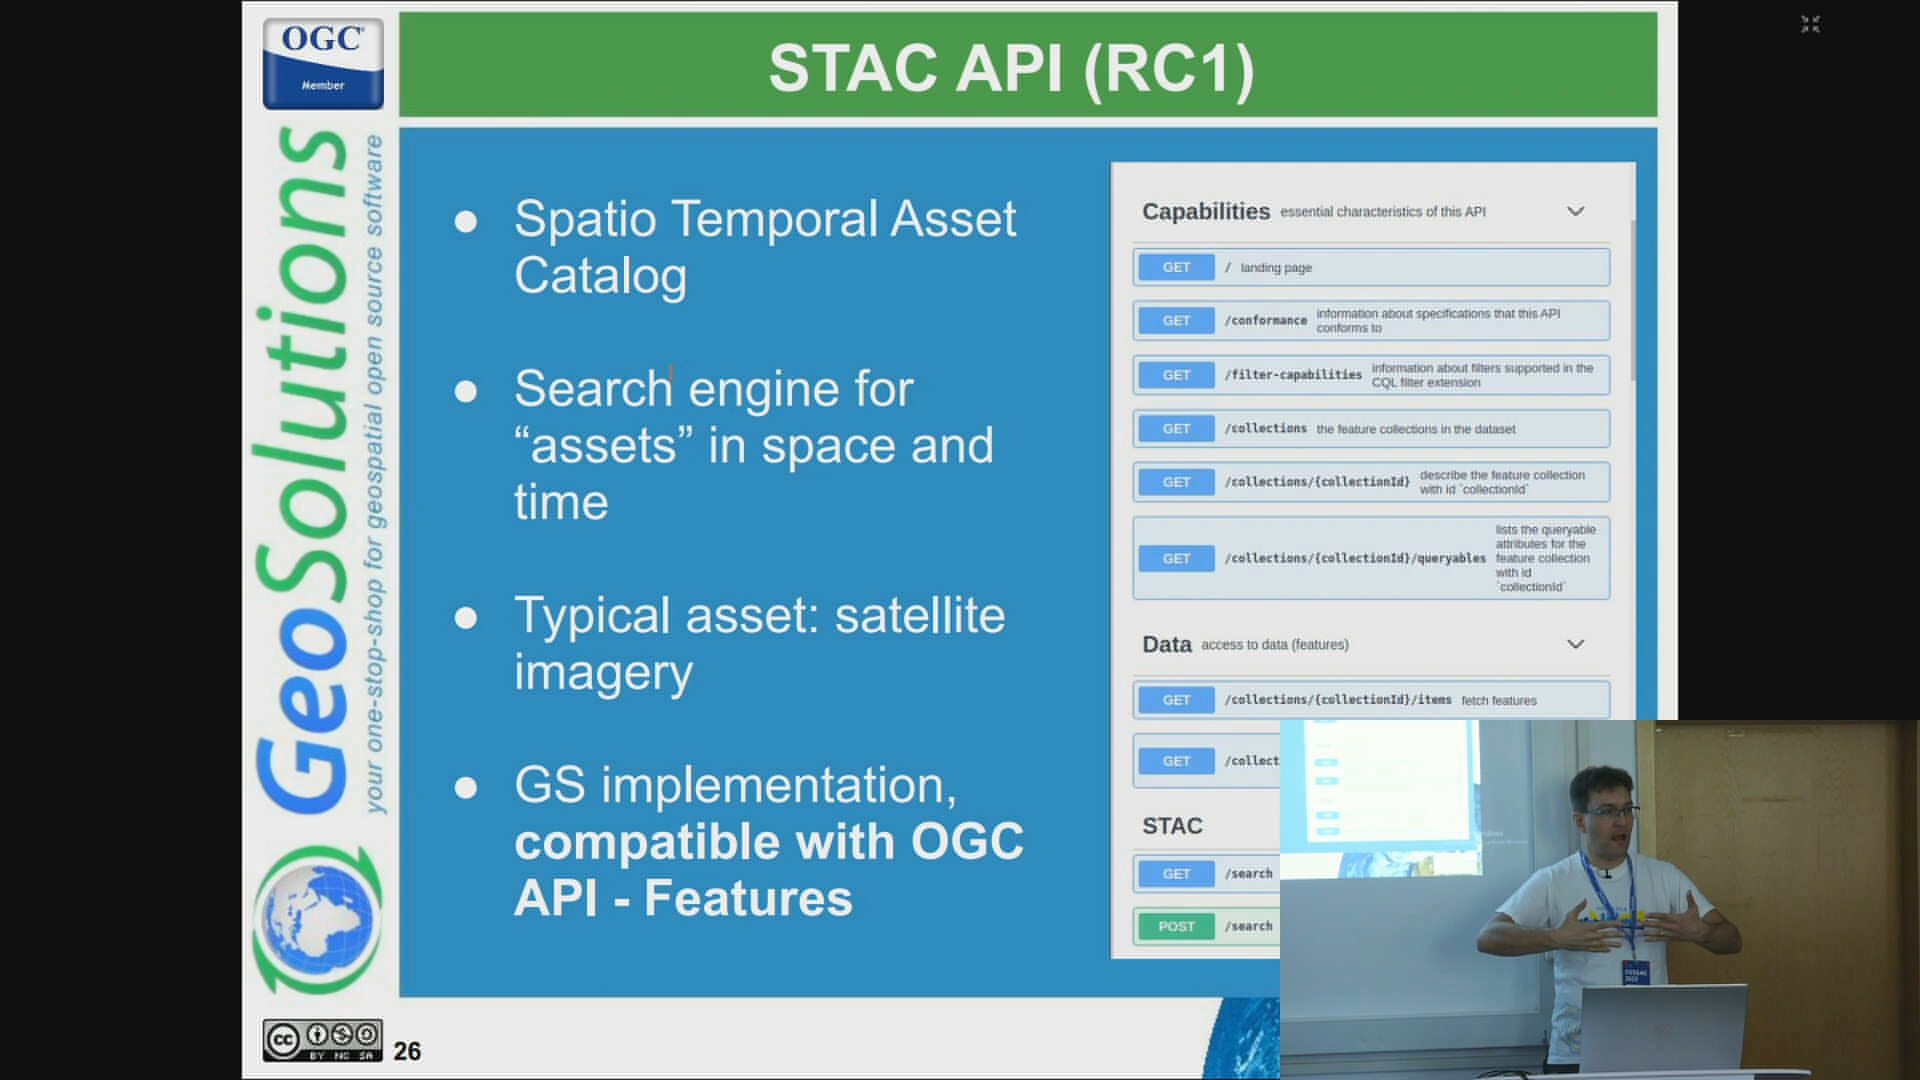 OGC
Member
STAC API (RC1)
GeoSolutions
your one-stop-shop for geospatial open source software
● Spatio Temporal Asset
Catalog
● Search engine for
“assets” in space and
time
● Typical asset: satellite
imagery
● GS implementation,
compatible with OGC
API - Features
Capabilities essential characteristics of this API
GET / landing page
GET /conformance information about specifications that this API
conforms to
GET /filter-capabilities information about filters supported in the
CQL filter extension
GET /collections the feature collections in the dataset
GET /collections/{collectionId} describe the feature collection
with id `collectionId`
GET /collections/{collectionId}/queryables lists the queryable
attributes for the
feature collection
with id
`collectionId`
Data access to data (features)
GET /collections/{collectionId}/items fetch features
GET /collect
STAC
GET /search
POST /search
cc
BY NC SA
26